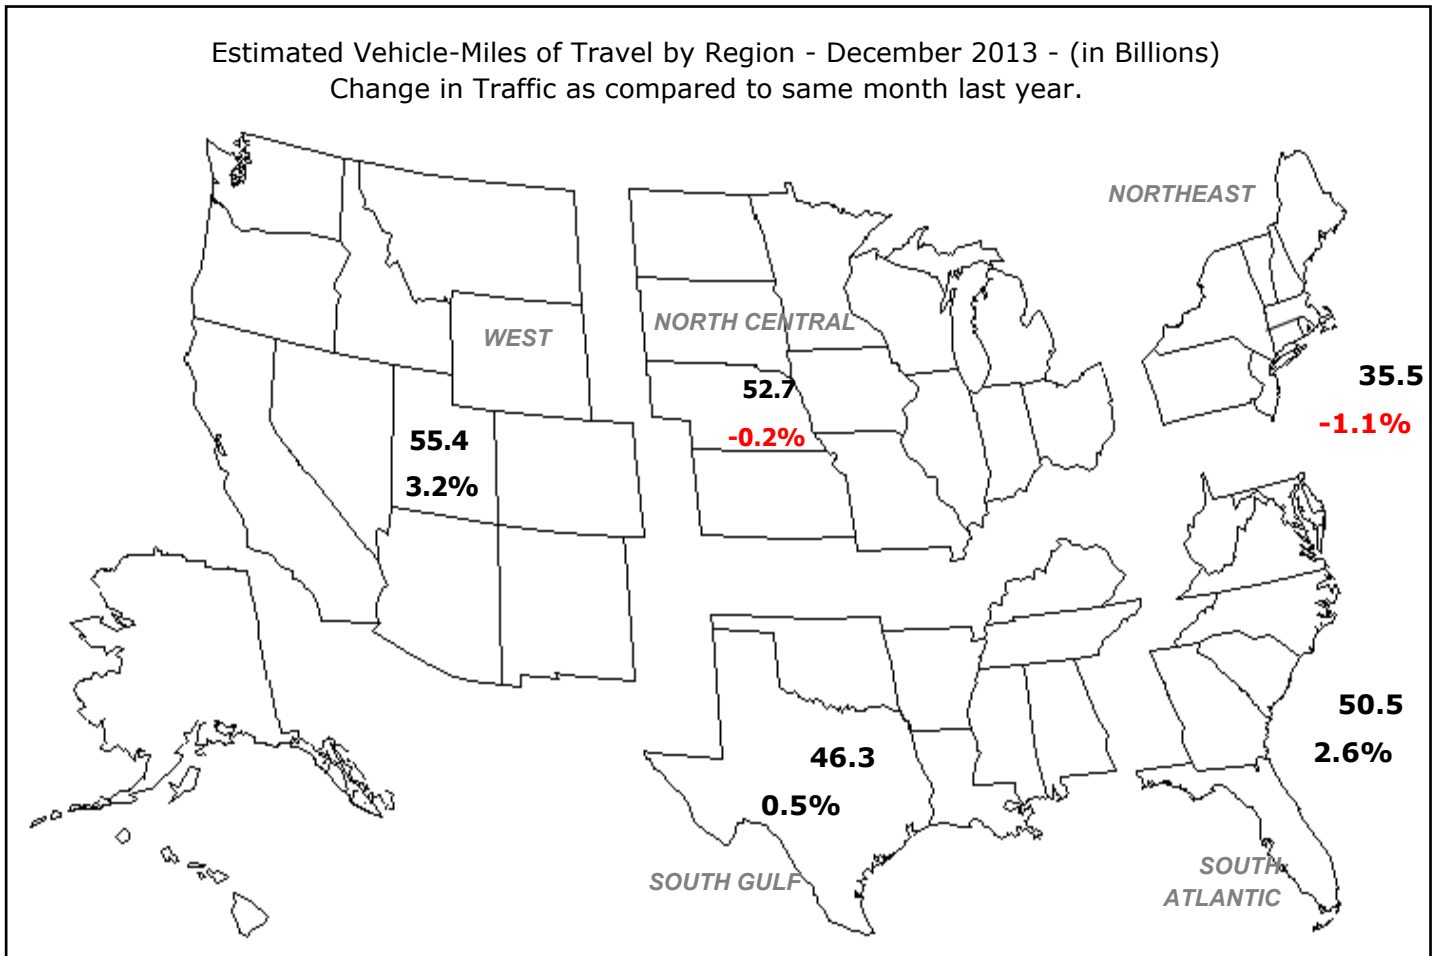 Estimated Vehicle-Miles of Travel by Region - December 2013 - (in Billions)
Change in Traffic as compared to same month last year.
NORTHEAST
WEST
NORTH CENTRAL
35.5
-1.1%
52.7
-0.2%
55.4
3.2%
50.5
2.6%
46.3
0.5%
SOUTH GULF
SOUTH
ATLANTIC